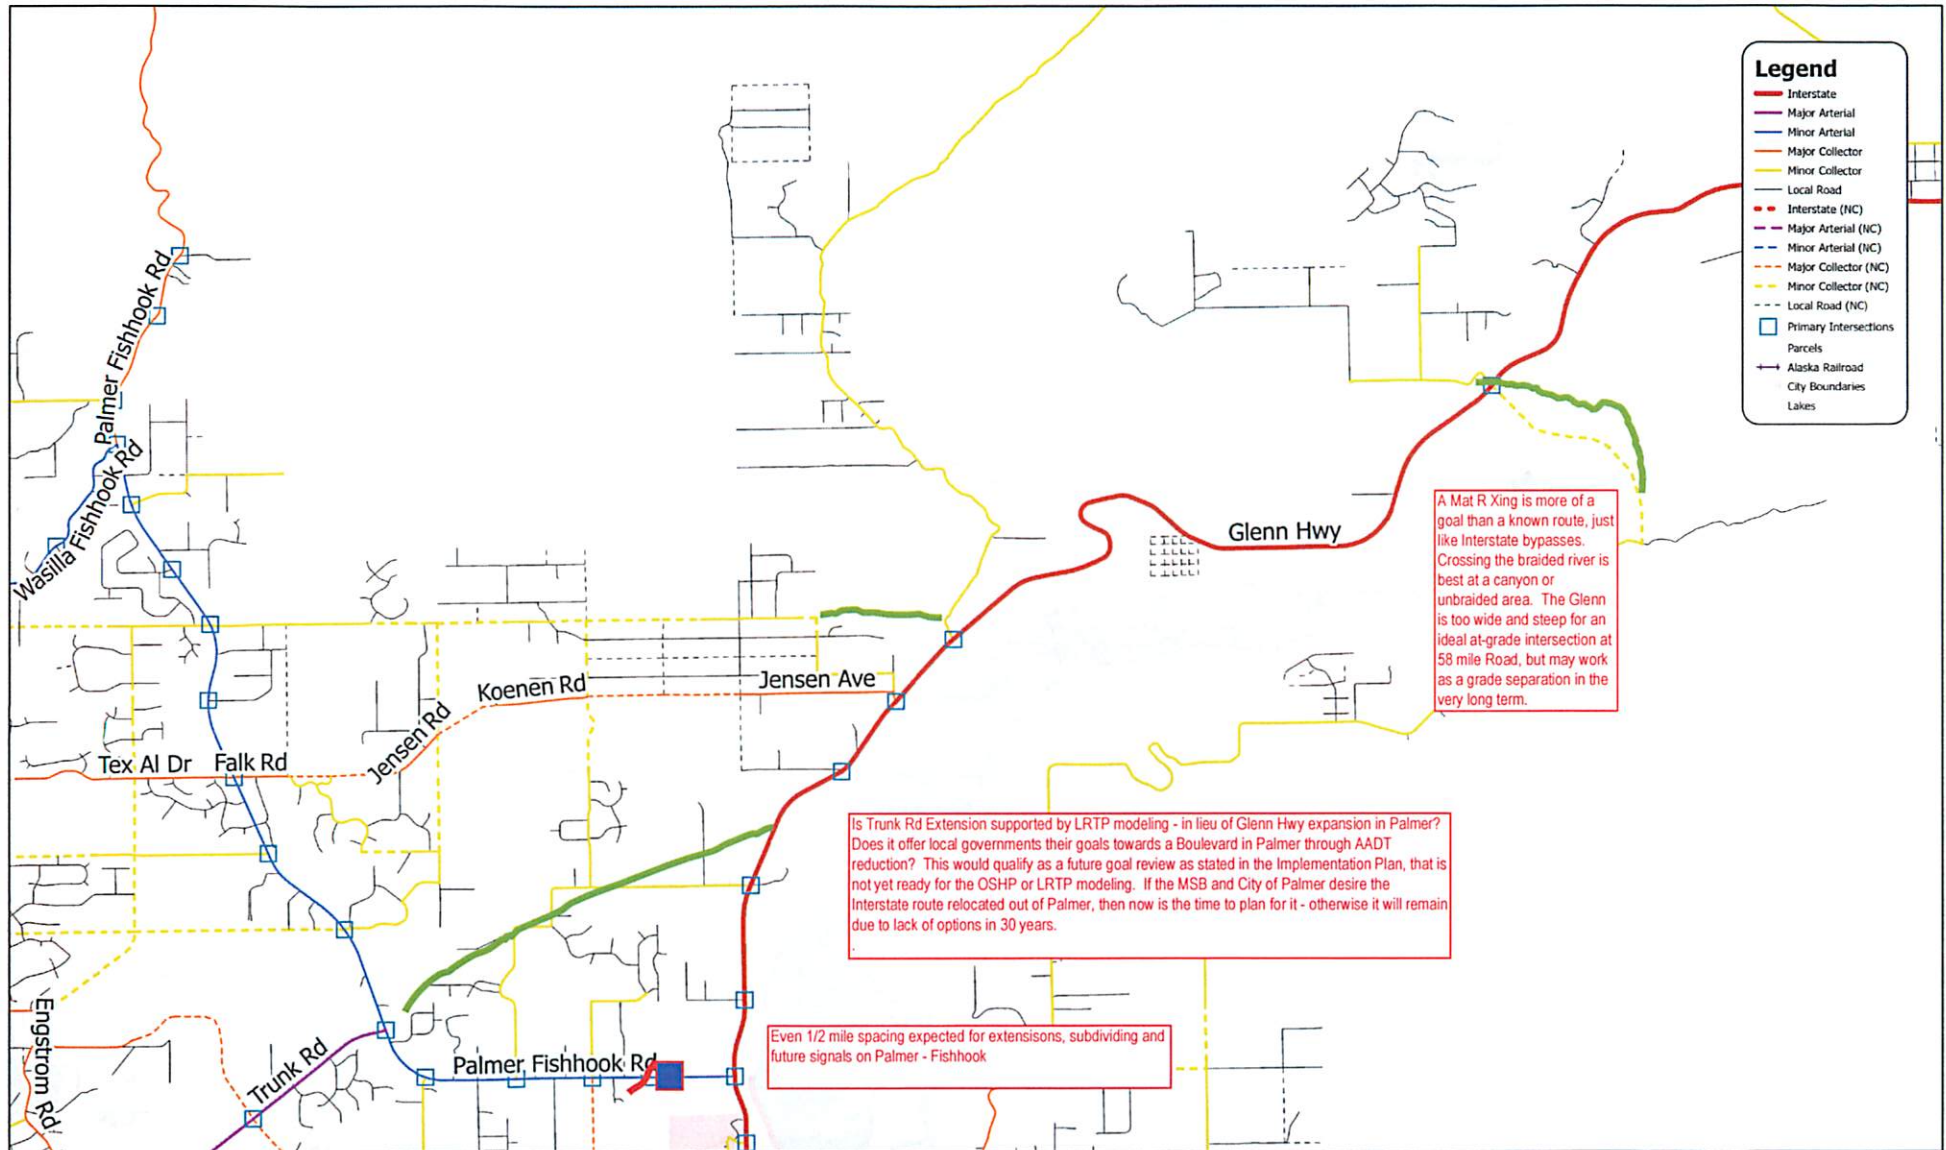 Legend
Interstate
Major Arterial
Minor Arterial
Major Collector
Minor Collector
Local Road
Interstate (NC)
Major Arterial (NC)
Minor Arterial (NC)
Major Collector (NC)
Minor Collector (NC)
Local Road (NC)
Primary Intersections
Parcels
Alaska Railroad
City Boundaries
Lakes
Palmer Fishhook Rd
Wasilla Fishhook Rd
Glenn Hwy
A Mat R Xing is more of a
goal than a known route, just
like Interstate bypasses.
Crossing the braided river is
best at a canyon or
unbraided area. The Glenn
is too wide and steep for an
ideal at-grade intersection at
58 mile Road, but may work
as a grade separation in the
very long term.
Koenen Rd
Jensen Ave
Jensen Rd
Tex Al Dr
Falk Rd
Is Trunk Rd Extension supported by LRTP modeling - in lieu of Glenn Hwy expansion in Palmer?
Does it offer local governments their goals towards a Boulevard in Palmer through AADT
reduction? This would qualify as a future goal review as stated in the Implementation Plan, that is
not yet ready for the OSHP or LRTP modeling. If the MSB and City of Palmer desire the
Interstate route relocated out of Palmer, then now is the time to plan for it - otherwise it will remain
due to lack of options in 30 years.
.
Engstrom Rd
Trunk Rd
Palmer Fishhook Rd
Even 1/2 mile spacing expected for extensisons, subdividing and
future signals on Palmer - Fishhook